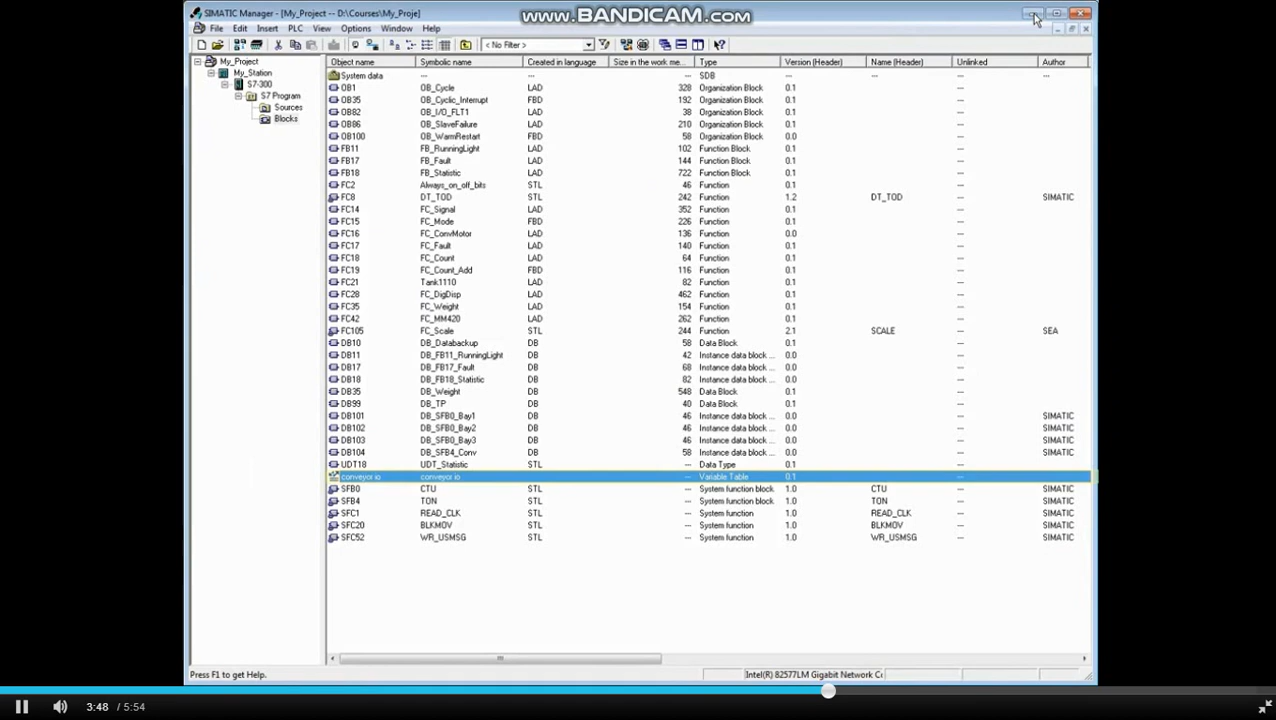 SIMATIC Manager - [My_Project -- D:\Courses\My_Proje]
www.BANDICAM.com
File Edit Insert PLC View Options Window Help
< No Filter >
My_Project
My_Station
S7-300
S7 Program
Sources
Blocks
Object name Symbolic name Created in language Size in the work me... Type Version (Header) Name (Header) Unlinked Author
System data --- --- --- SDB --- --- --- ---
OB1 OB_Cycle LAD 328 Organization Block 0.1 ---
OB35 OB_Cyclic_Interrupt FBD 192 Organization Block 0.1 ---
OB82 OB_I/O_FLT1 LAD 38 Organization Block 0.1 ---
OB86 OB_SlaveFailure LAD 210 Organization Block 0.1 ---
OB100 OB_WarmRestart FBD 58 Organization Block 0.0 ---
FB11 FB_RunningLight LAD 102 Function Block 0.1 ---
FB17 FB_Fault LAD 144 Function Block 0.1 ---
FB18 FB_Statistic LAD 722 Function Block 0.1 ---
FC2 Always_on_off_bits STL 46 Function 0.1 ---
FC8 DT_TOD STL 242 Function 1.2 DT_TOD --- SIMATIC
FC14 FC_Signal LAD 352 Function 0.1 ---
FC15 FC_Mode FBD 226 Function 0.1 ---
FC16 FC_ConvMotor LAD 136 Function 0.0 ---
FC17 FC_Fault LAD 140 Function 0.1 ---
FC18 FC_Count LAD 64 Function 0.1 ---
FC19 FC_Count_Add FBD 116 Function 0.1 ---
FC21 Tank1110 LAD 82 Function 0.1 ---
FC28 FC_DigDisp LAD 462 Function 0.1 ---
FC35 FC_Weight LAD 154 Function 0.1 ---
FC42 FC_MM420 LAD 262 Function 0.1 ---
FC105 FC_Scale STL 244 Function 2.1 SCALE --- SEA
DB10 DB_Databackup DB 58 Data Block 0.1 ---
DB11 DB_FB11_RunningLight DB 42 Instance data block ... 0.0 ---
DB17 DB_FB17_Fault DB 68 Instance data block ... 0.0 ---
DB18 DB_FB18_Statistic DB 82 Instance data block ... 0.0 ---
DB35 DB_Weight DB 548 Data Block 0.1 ---
DB99 DB_TP DB 40 Data Block 0.1 ---
DB101 DB_SFB0_Bay1 DB 46 Instance data block ... 0.0 --- SIMATIC
DB102 DB_SFB0_Bay2 DB 46 Instance data block ... 0.0 --- SIMATIC
DB103 DB_SFB0_Bay3 DB 46 Instance data block ... 0.0 --- SIMATIC
DB104 DB_SFB4_Conv DB 58 Instance data block ... 0.0 --- SIMATIC
UDT18 UDT_Statistic STL --- Data Type 0.1 ---
conveyor io conveyor io --- Variable Table 0.1 ---
SFB0 CTU STL --- System function block 1.0 CTU --- SIMATIC
SFB4 TON STL --- System function block 1.0 TON --- SIMATIC
SFC1 READ_CLK STL --- System function 1.0 READ_CLK --- SIMATIC
SFC20 BLKMOV STL --- System function 1.0 BLKMOV --- SIMATIC
SFC52 WR_USMSG STL --- System function 1.0 WR_USMSG --- SIMATIC
Press F1 to get Help.
Intel(R) 82577LM Gigabit Network Cc
3:48 / 5:54